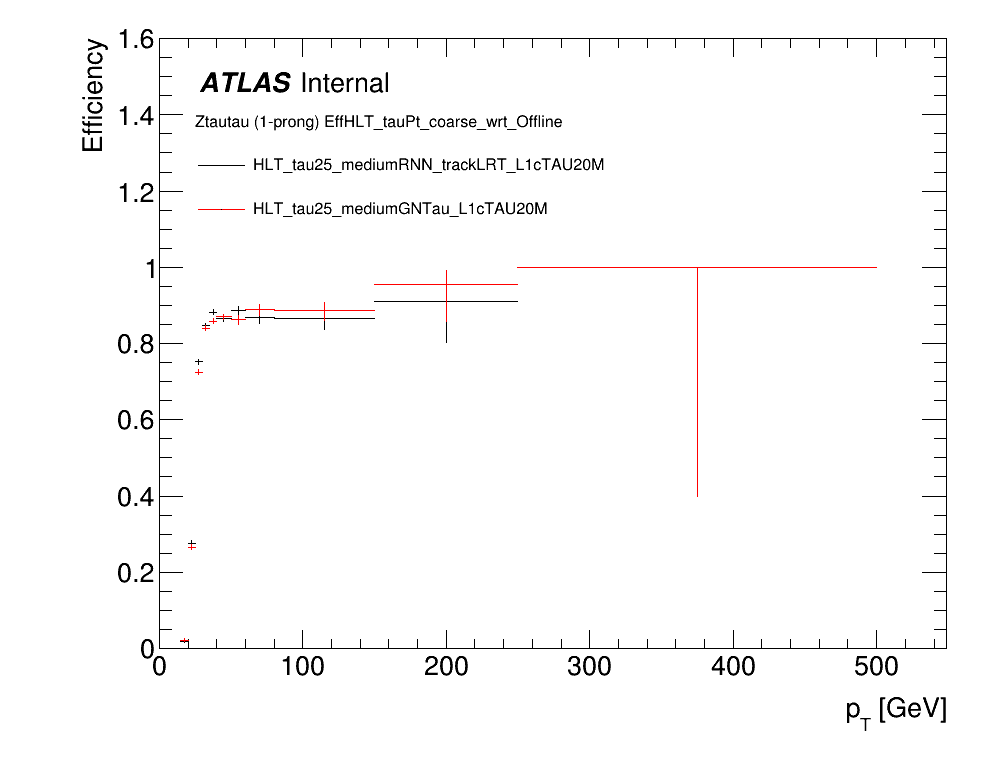 Efficiency
1.6
1.4
1.2
1
0.8
0.6
0.4
0.2
0
ATLAS Internal
Ztautau (1-prong) EffHLT_tauPt_coarse_wrt_Offline
HLT_tau25_mediumRNN_trackLRT_L1cTAU20M
HLT_tau25_mediumGNTau_L1cTAU20M
0 100 200 300 400 500
pT [GeV]